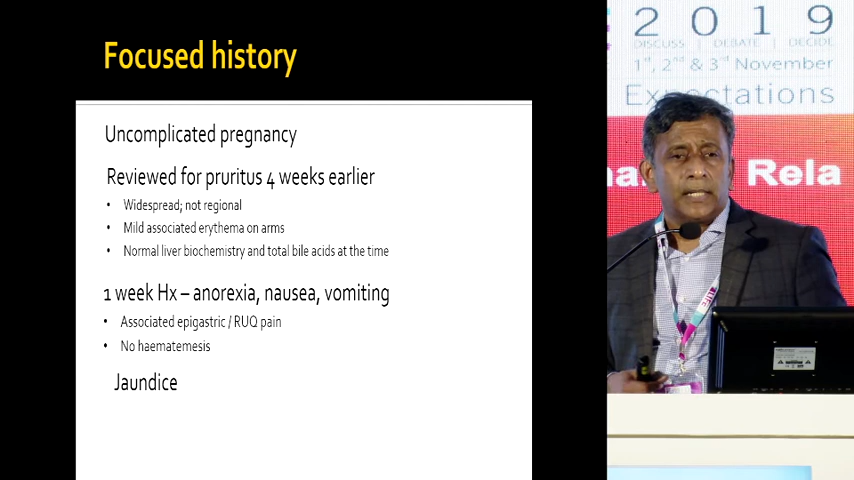 Focused history
Uncomplicated pregnancy
Reviewed for pruritus 4 weeks earlier
• Widespread; not regional
• Mild associated erythema on arms
• Normal liver biochemistry and total bile acids at the time
1 week Hx – anorexia, nausea, vomiting
• Associated epigastric / RUQ pain
• No haematemesis
Jaundice
2019
DISCUSS | DEBATE | DECIDE
1st, 2nd & 3rd November
Expectations
Rela